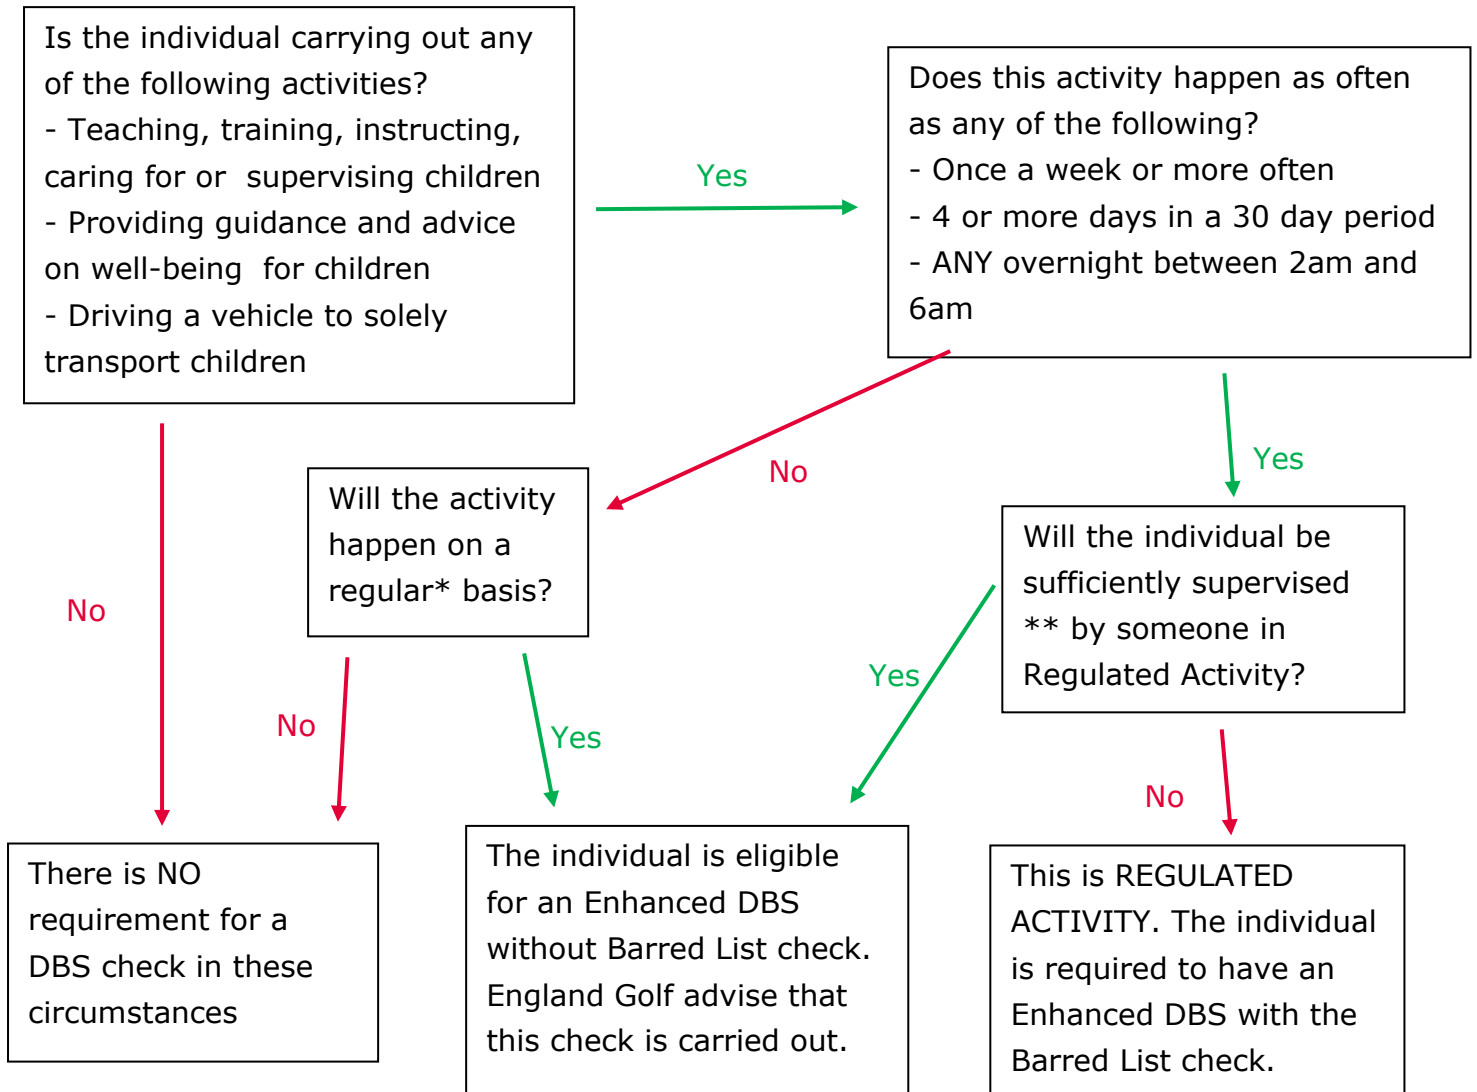 Is the individual carrying out any
of the following activities?
- Teaching, training, instructing,
caring for or  supervising children
- Providing guidance and advice
on well-being  for children
- Driving a vehicle to solely
transport children
Yes
Does this activity happen as often
as any of the following?
- Once a week or more often
- 4 or more days in a 30 day period
- ANY overnight between 2am and
6am
No
Yes
Will the activity
happen on a
regular* basis?
Will the individual be
sufficiently supervised
** by someone in
Regulated Activity?
No
No
Yes
Yes
No
There is NO
requirement for a
DBS check in these
circumstances
The individual is eligible
for an Enhanced DBS
without Barred List check.
England Golf advise that
this check is carried out.
This is REGULATED
ACTIVITY. The individual
is required to have an
Enhanced DBS with the
Barred List check.